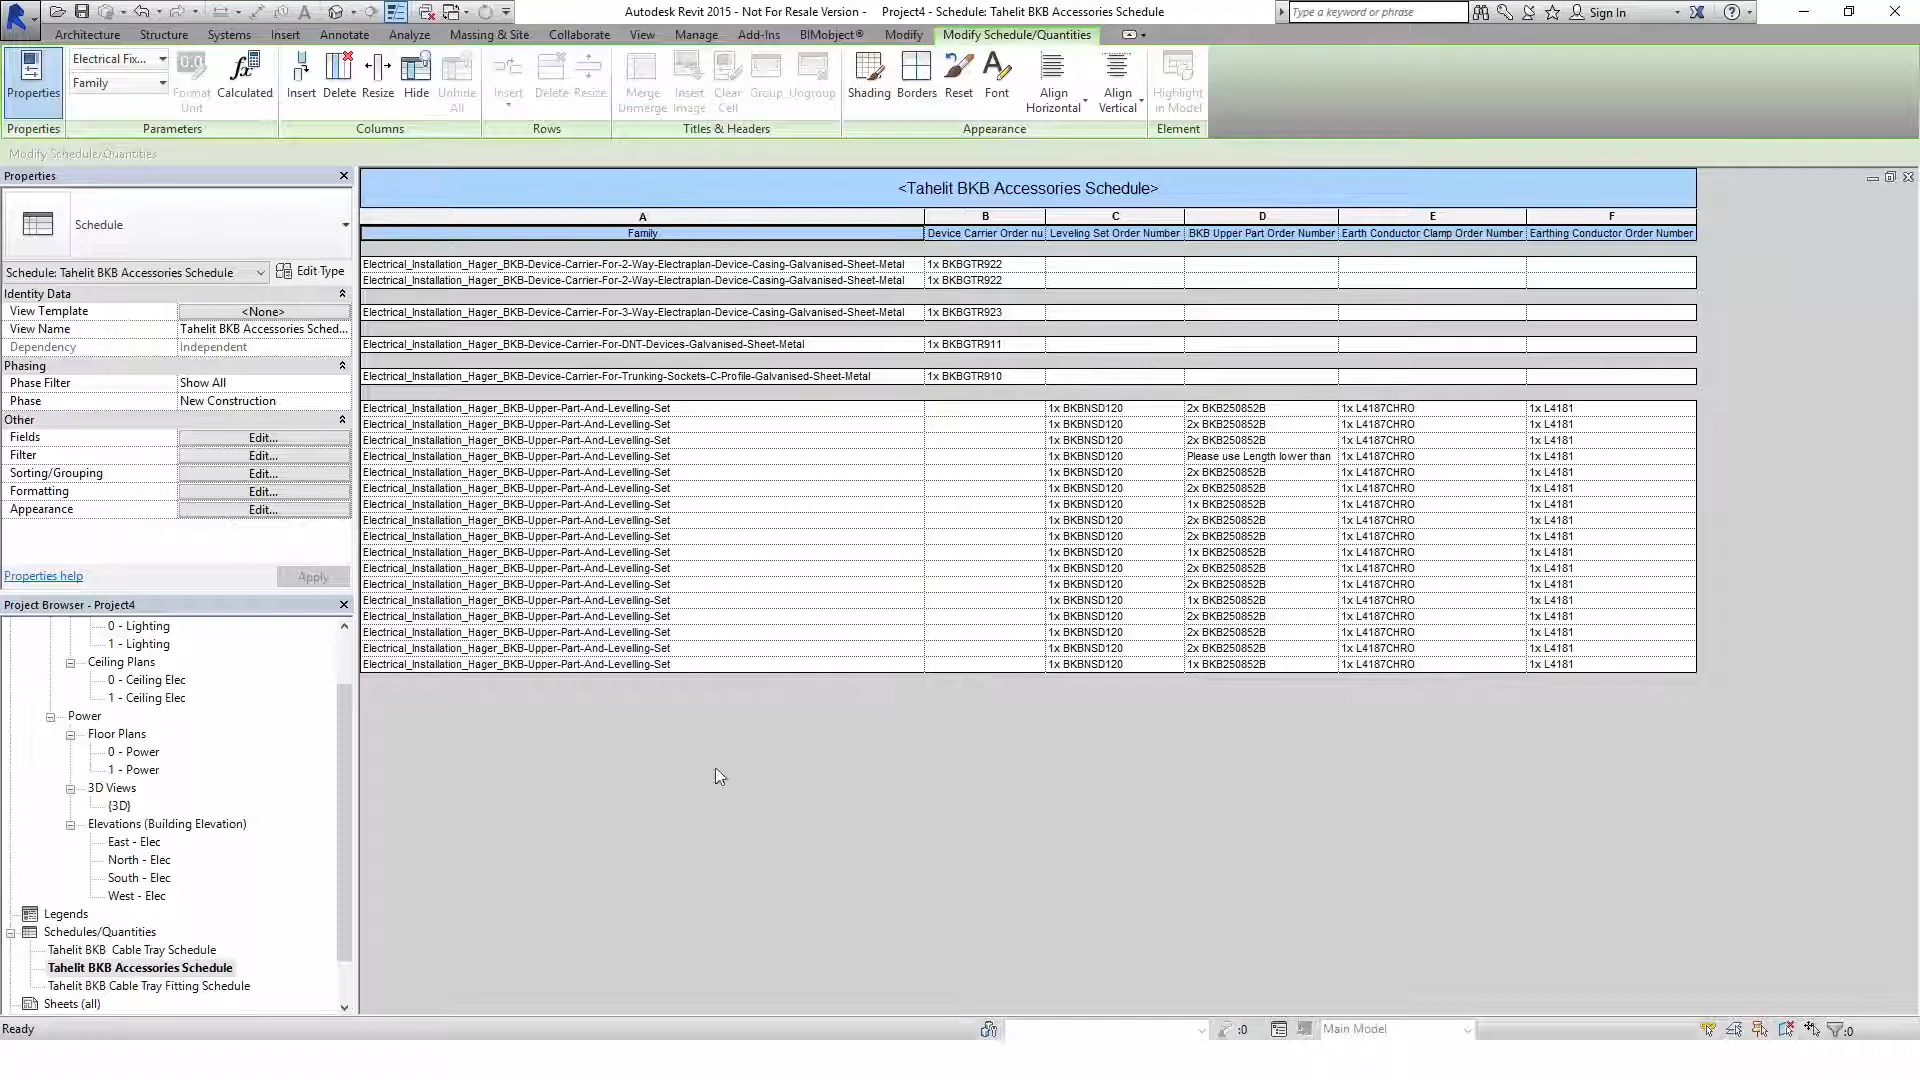 Autodesk Revit 2015 - Not For Resale Version - Project4 - Schedule: Tahelit BKB Accessories Schedule
Type a keyword or phrase
Sign In
Architecture Structure Systems Insert Annotate Analyze Massing & Site Collaborate View Manage Add-Ins BIMobject® Modify Modify Schedule/Quantities
Properties
Electrical Fix...
Family
Format Unit
Calculated
Insert Delete Resize Hide Unhide All
Insert Delete Resize
Merge Unmerge Insert Image Clear Cell Group Ungroup
Shading Borders Reset Font Align Horizontal Align Vertical
Highlight in Model
Properties Parameters Columns Rows Titles & Headers Appearance Element
Modify Schedule/Quantities
Properties
Schedule
Schedule: Tahelit BKB Accessories Schedule Edit Type
Identity Data
View Template <None>
View Name Tahelit BKB Accessories Sched...
Dependency Independent
Phasing
Phase Filter Show All
Phase New Construction
Other
Fields Edit...
Filter Edit...
Sorting/Grouping Edit...
Formatting Edit...
Appearance Edit...
Properties help Apply
Project Browser - Project4
0 - Lighting
1 - Lighting
Ceiling Plans
0 - Ceiling Elec
1 - Ceiling Elec
Power
Floor Plans
0 - Power
1 - Power
3D Views
{3D}
Elevations (Building Elevation)
East - Elec
North - Elec
South - Elec
West - Elec
Legends
Schedules/Quantities
Tahelit BKB  Cable Tray Schedule
Tahelit BKB Accessories Schedule
Tahelit BKB Cable Tray Fitting Schedule
Sheets (all)
<Tahelit BKB Accessories Schedule>
A B C D E F
Family Device Carrier Order nu Leveling Set Order Number BKB Upper Part Order Number Earth Conductor Clamp Order Number Earthing Conductor Order Number
Electrical_Installation_Hager_BKB-Device-Carrier-For-2-Way-Electraplan-Device-Casing-Galvanised-Sheet-Metal 1x BKBGTR922
Electrical_Installation_Hager_BKB-Device-Carrier-For-2-Way-Electraplan-Device-Casing-Galvanised-Sheet-Metal 1x BKBGTR922
Electrical_Installation_Hager_BKB-Device-Carrier-For-3-Way-Electraplan-Device-Casing-Galvanised-Sheet-Metal 1x BKBGTR923
Electrical_Installation_Hager_BKB-Device-Carrier-For-DNT-Devices-Galvanised-Sheet-Metal 1x BKBGTR911
Electrical_Installation_Hager_BKB-Device-Carrier-For-Trunking-Sockets-C-Profile-Galvanised-Sheet-Metal 1x BKBGTR910
Electrical_Installation_Hager_BKB-Upper-Part-And-Levelling-Set 1x BKBNSD120 2x BKB250852B 1x L4187CHRO 1x L4181
Electrical_Installation_Hager_BKB-Upper-Part-And-Levelling-Set 1x BKBNSD120 2x BKB250852B 1x L4187CHRO 1x L4181
Electrical_Installation_Hager_BKB-Upper-Part-And-Levelling-Set 1x BKBNSD120 2x BKB250852B 1x L4187CHRO 1x L4181
Electrical_Installation_Hager_BKB-Upper-Part-And-Levelling-Set 1x BKBNSD120 Please use Length lower than 1x L4187CHRO 1x L4181
Electrical_Installation_Hager_BKB-Upper-Part-And-Levelling-Set 1x BKBNSD120 2x BKB250852B 1x L4187CHRO 1x L4181
Electrical_Installation_Hager_BKB-Upper-Part-And-Levelling-Set 1x BKBNSD120 2x BKB250852B 1x L4187CHRO 1x L4181
Electrical_Installation_Hager_BKB-Upper-Part-And-Levelling-Set 1x BKBNSD120 2x BKB250852B 1x L4187CHRO 1x L4181
Electrical_Installation_Hager_BKB-Upper-Part-And-Levelling-Set 1x BKBNSD120 2x BKB250852B 1x L4187CHRO 1x L4181
Electrical_Installation_Hager_BKB-Upper-Part-And-Levelling-Set 1x BKBNSD120 2x BKB250852B 1x L4187CHRO 1x L4181
Electrical_Installation_Hager_BKB-Upper-Part-And-Levelling-Set 1x BKBNSD120 1x BKB250852B 1x L4187CHRO 1x L4181
Electrical_Installation_Hager_BKB-Upper-Part-And-Levelling-Set 1x BKBNSD120 2x BKB250852B 1x L4187CHRO 1x L4181
Electrical_Installation_Hager_BKB-Upper-Part-And-Levelling-Set 1x BKBNSD120 2x BKB250852B 1x L4187CHRO 1x L4181
Electrical_Installation_Hager_BKB-Upper-Part-And-Levelling-Set 1x BKBNSD120 1x BKB250852B 1x L4187CHRO 1x L4181
Electrical_Installation_Hager_BKB-Upper-Part-And-Levelling-Set 1x BKBNSD120 2x BKB250852B 1x L4187CHRO 1x L4181
Electrical_Installation_Hager_BKB-Upper-Part-And-Levelling-Set 1x BKBNSD120 2x BKB250852B 1x L4187CHRO 1x L4181
Electrical_Installation_Hager_BKB-Upper-Part-And-Levelling-Set 1x BKBNSD120 2x BKB250852B 1x L4187CHRO 1x L4181
Electrical_Installation_Hager_BKB-Upper-Part-And-Levelling-Set 1x BKBNSD120 1x BKB250852B 1x L4187CHRO 1x L4181
Ready :0 Main Model :0